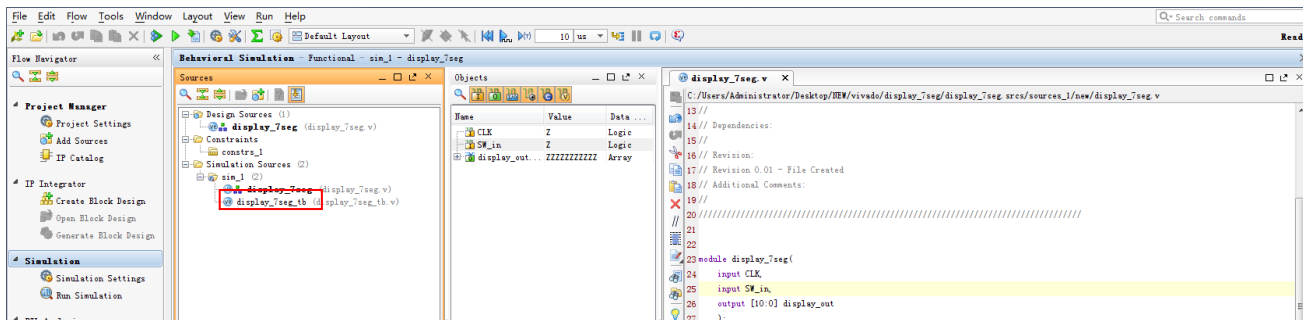 File Edit Flow Tools Window Layout View Run Help
Q- Search commands
Default Layout
10 us
Read
Flow Navigator
Project Manager
Project Settings
Add Sources
IP Catalog
IP Integrator
Create Block Design
Open Block Design
Generate Block Design
Simulation
Simulation Settings
Run Simulation
Behavioral Simulation - Functional - sim_1 - display_7seg
Sources
Design Sources (1)
display_7seg (display_7seg.v)
Constraints
constrs_1
Simulation Sources (2)
sim_1 (2)
display_7seg (display_7seg.v)
display_7seg_tb (display_7seg_tb.v)
Objects
Name Value Data ...
CLK Z Logic
SW_in Z Logic
display_out... ZZZZZZZZZZZ Array
display_7seg.v
C:/Users/Administrator/Desktop/NEW/vivado/display_7seg/display_7seg.srcs/sources_1/new/display_7seg.v
13 //
14 // Dependencies:
15 //
16 // Revision:
17 // Revision 0.01 - File Created
18 // Additional Comments:
19 //
20 //////////////////////////////////////////////////////////////////////////////////
21
22
23 module display_7seg(
24 input CLK,
25 input SW_in,
26 output [10:0] display_out
27 );